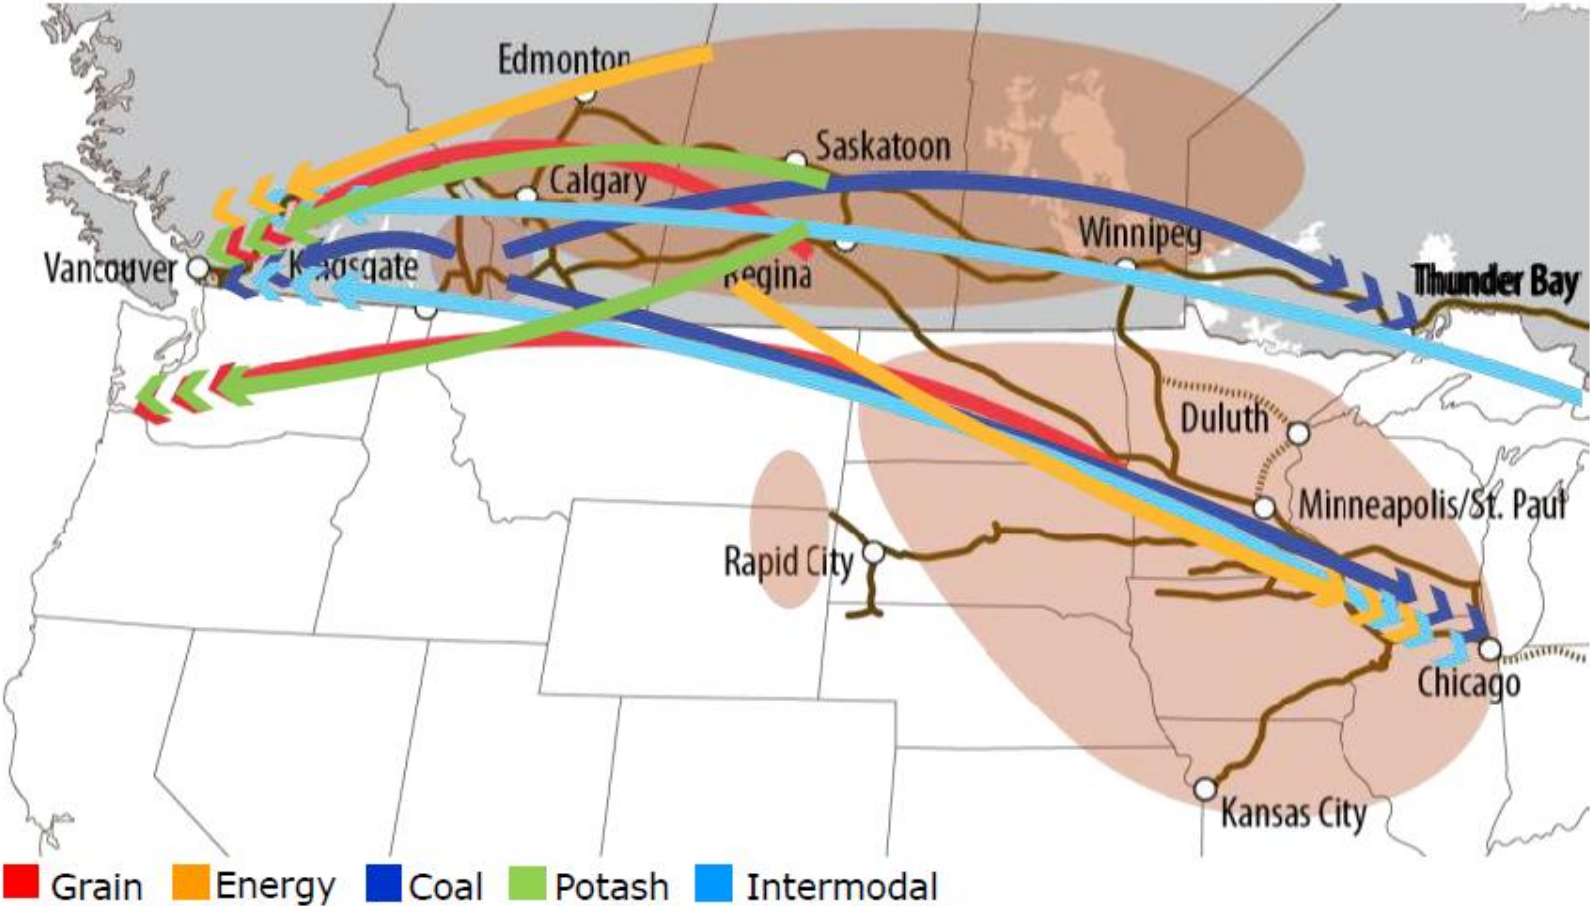 Edmonton
Saskatoon
Calgary
Winnipeg
Vancouver
Regina
Thunder Bay
Duluth
Minneapolis/St. Paul
Rapid City
Chicago
Kansas City
Grain Energy Coal Potash Intermodal